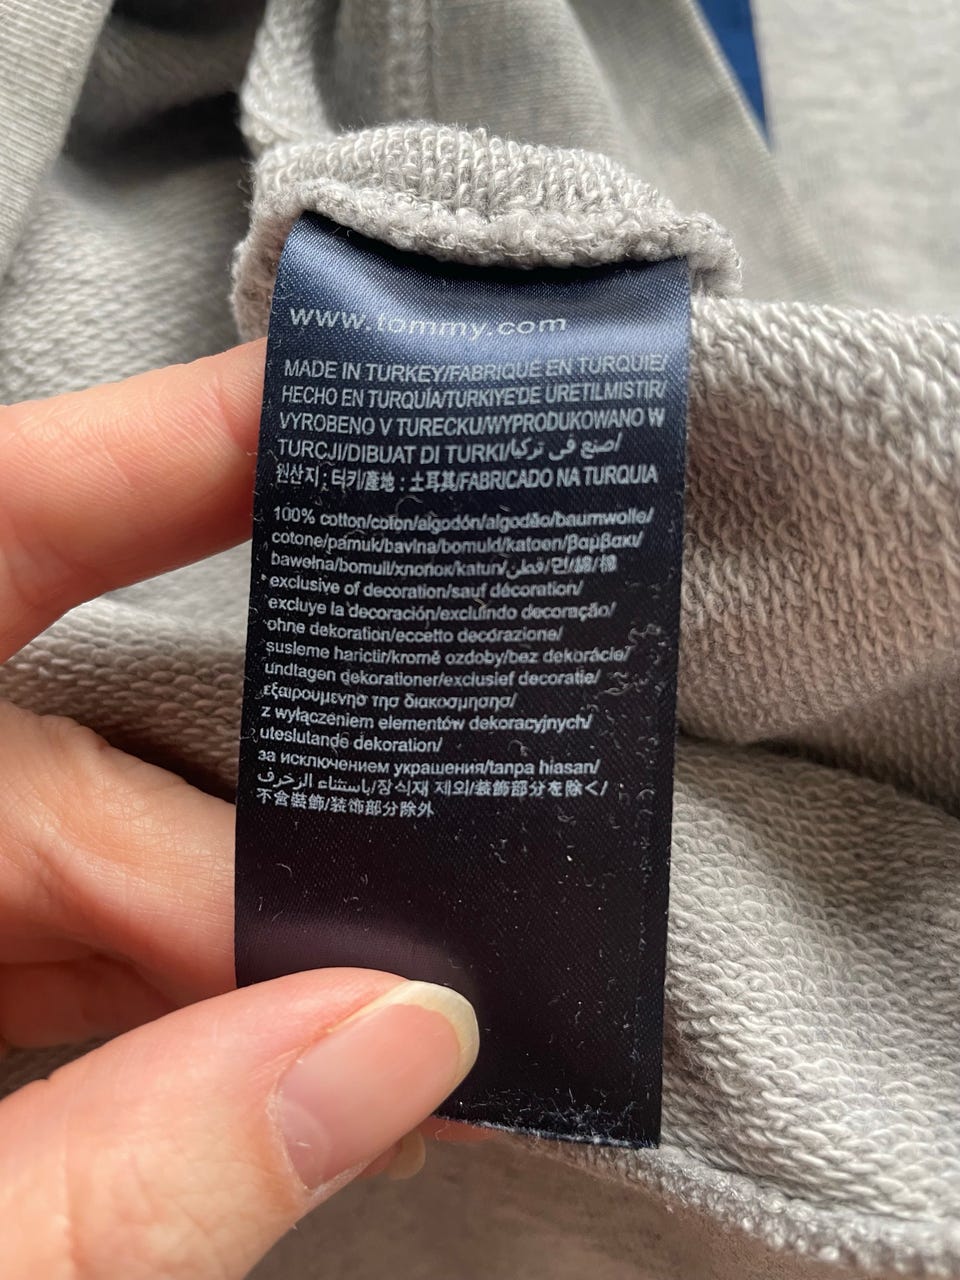 www.tommy.com
MADE IN TURKEY/FABRIQUE EN TURQUIE/
HECHO EN TURQUIA/TURKIYE'DE URETILMISTIR/
VYROBENO V TURECKU/WYPRODUKOWANO W
TURCJI/DIBUAT DI TURKI/صنع في تركيا/
원산지 : 터키/產地 : 土耳其/FABRICADO NA TURQUIA
100% cotton/coton/algodón/algodão/baumwolle/
cotone/pamuk/bavlna/bomuld/katoen/βαμβακι/
bawełna/bomull/хлопок/katun/قطن/면/綿/棉
exclusive of decoration/sauf décoration/
excluye la decoración/excluindo decoração/
ohne dekoration/eccetto decorazione/
susleme harictir/kromě ozdoby/bez dekorácie/
undtagen dekorationer/exclusief decoratie/
εξαιρουμενησ τησ διακοσμησησ/
z wyłączeniem elementów dekoracyjnych/
uteslutande dekoration/
за исключением украшения/tanpa hiasan/
باستثناء الزخرف/장식재 제외/装飾部分を除く/
不含裝飾/装饰部分除外